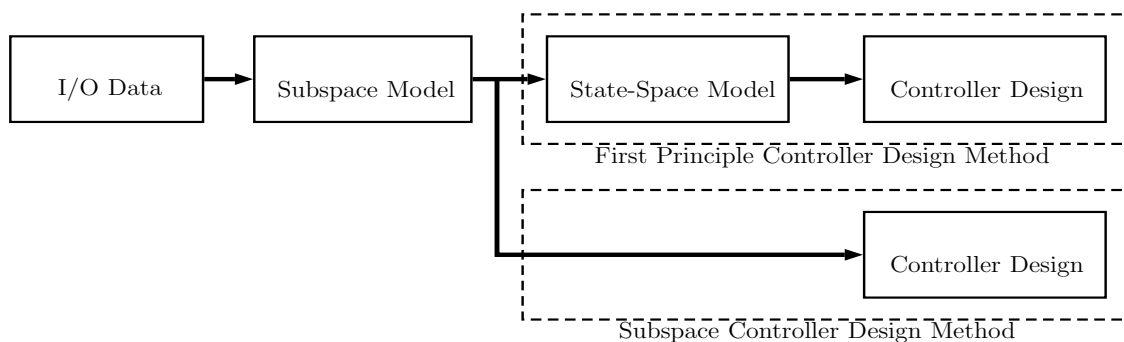 I/O Data
Subspace Model
State-Space Model
Controller Design
First Principle Controller Design Method
Controller Design
Subspace Controller Design Method